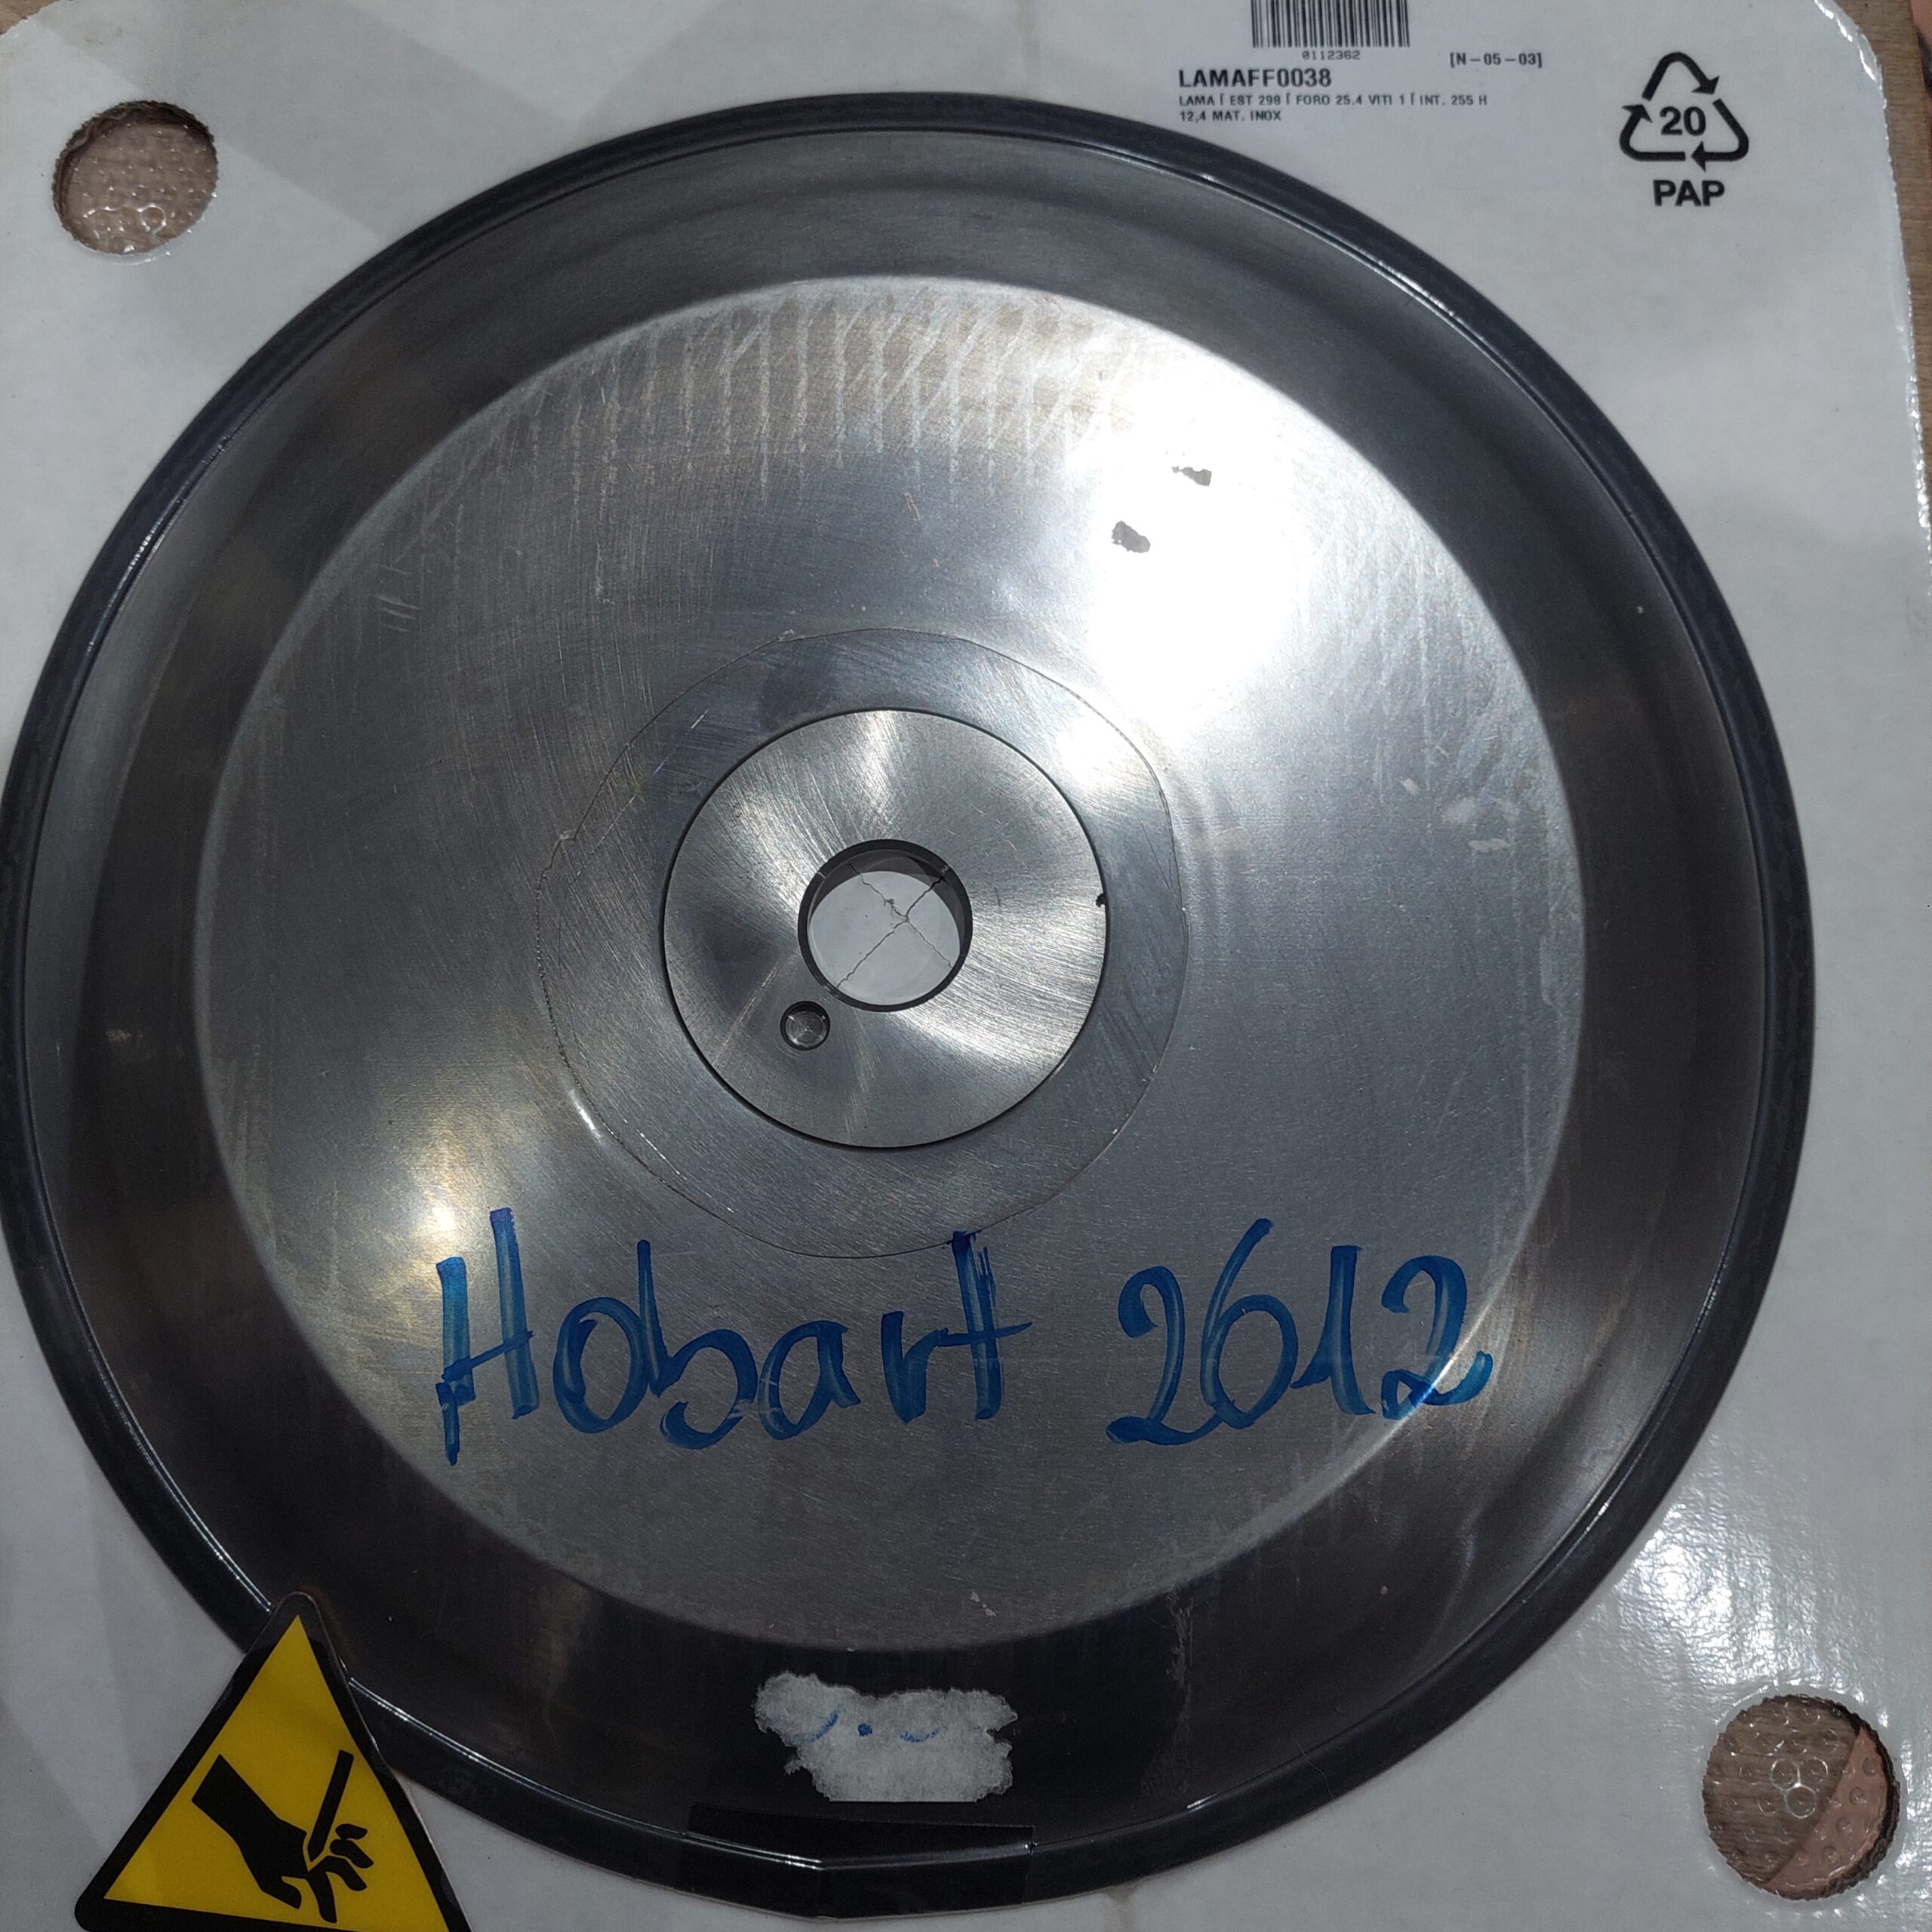 0112362
[N-05-03]
LAMAFF0038
LAMA Γ EST 298 Γ FORO 25.4 VITI 1 Γ INT. 255 H
12,4 MAT. INOX
20
PAP
Hobart 2612